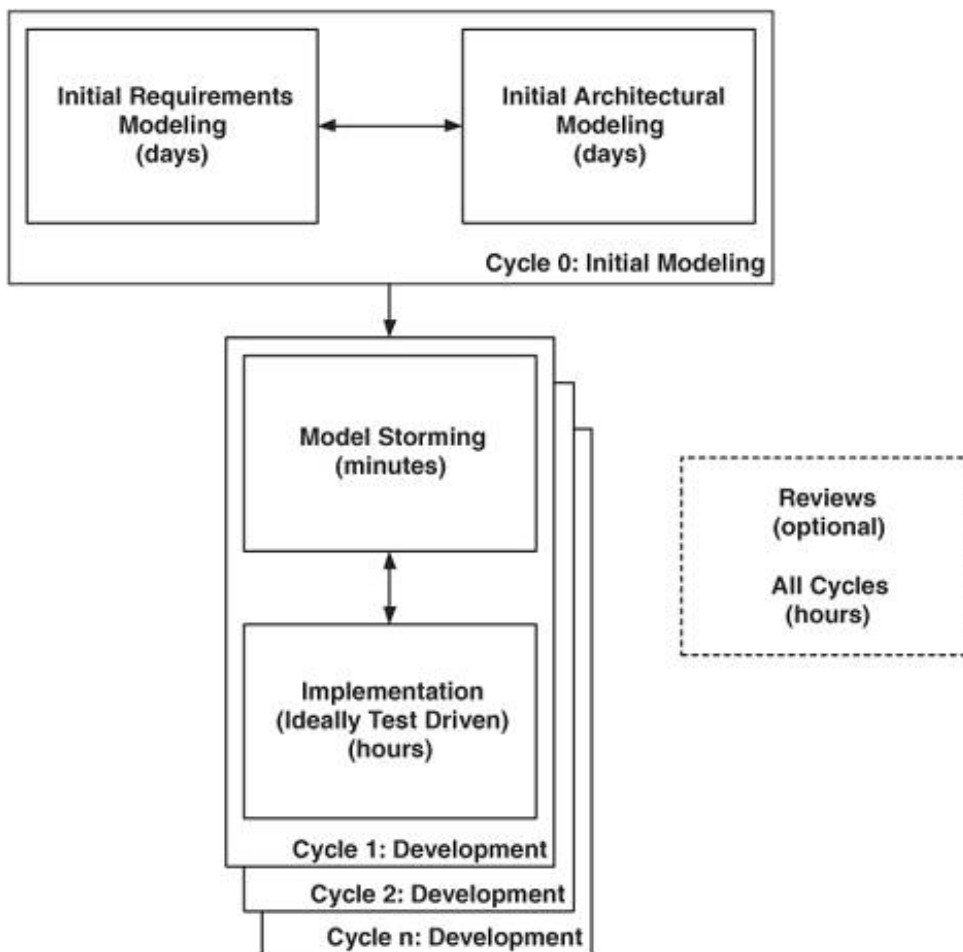 Initial Requirements
Modeling
(days)
Initial Architectural
Modeling
(days)
Cycle 0: Initial Modeling
Model Storming
(minutes)
Reviews
(optional)
All Cycles
(hours)
Implementation
(Ideally Test Driven)
(hours)
Cycle 1: Development
Cycle 2: Development
Cycle n: Development